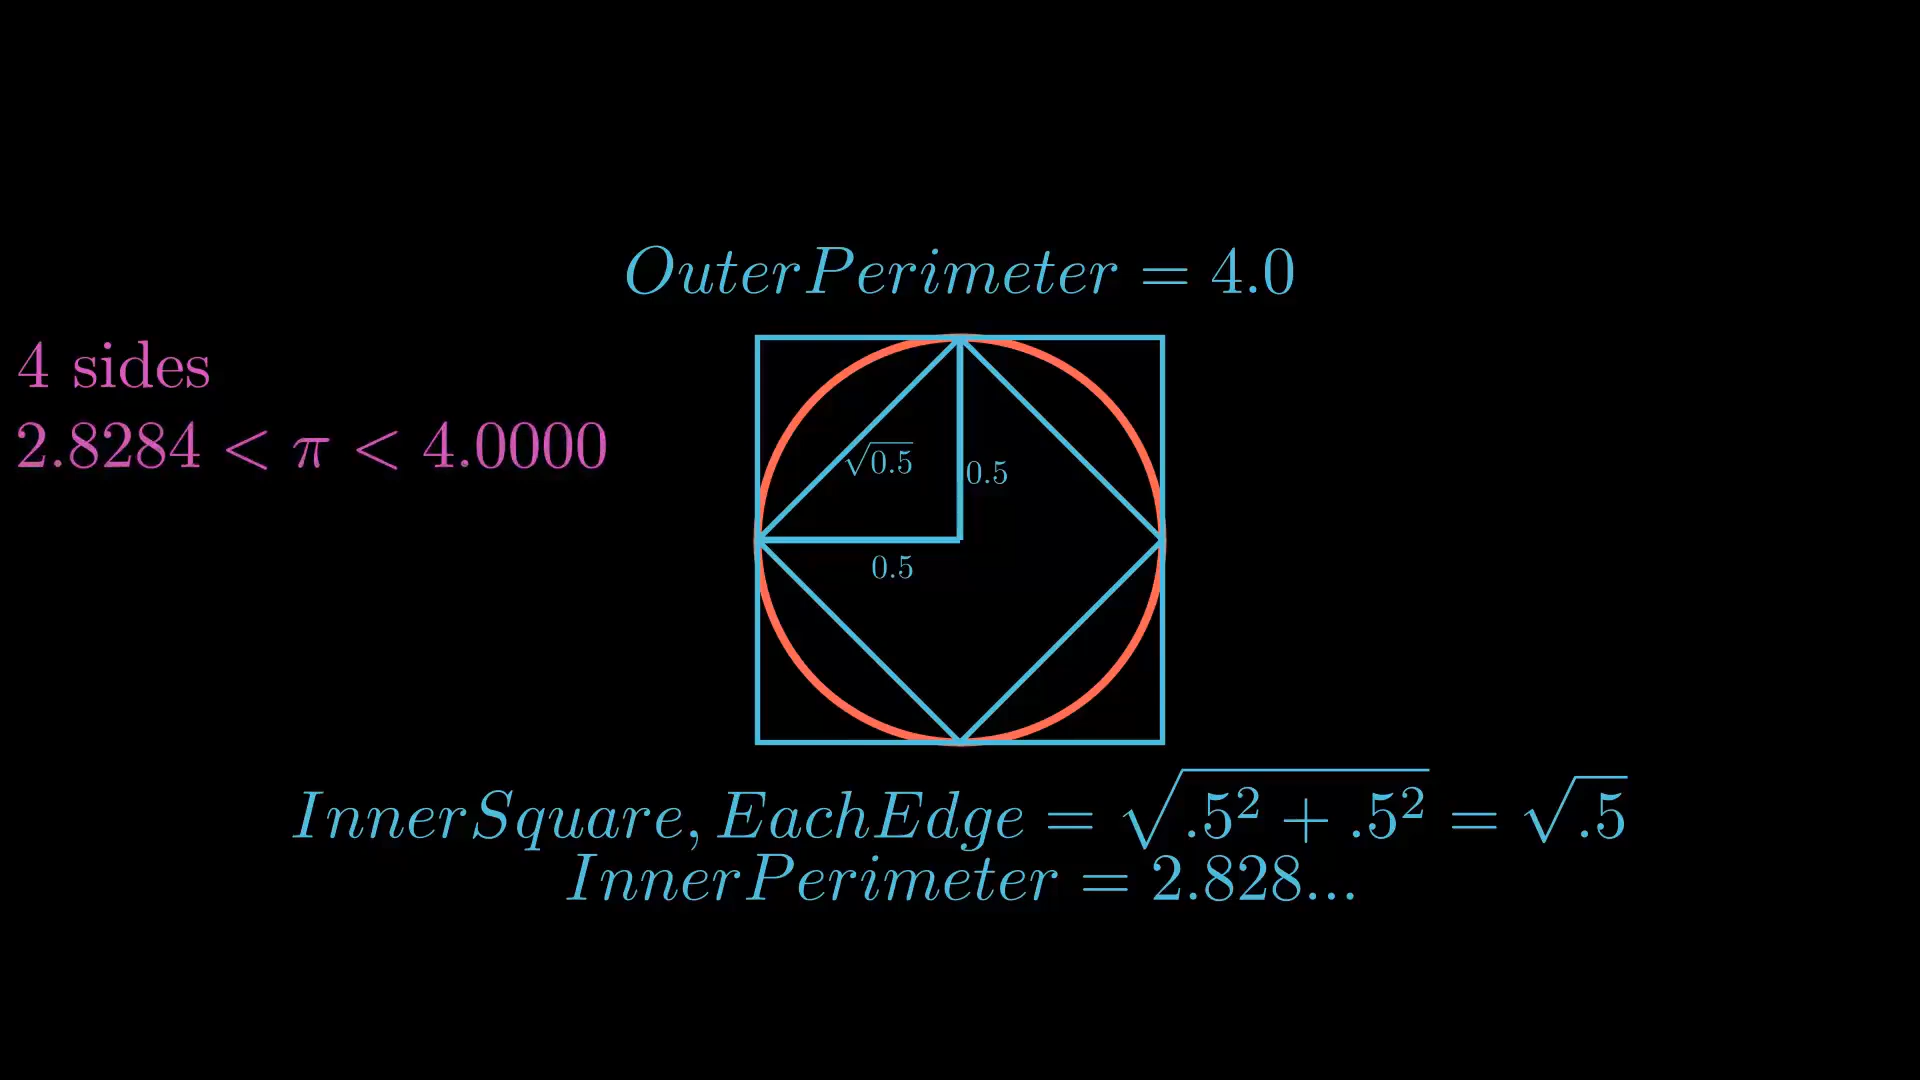 OuterPerimeter = 4.0
4 sides
2.8284 < π < 4.0000
√0.5
0.5
0.5
InnerSquare, EachEdge = √.5² + .5² = √.5
InnerPerimeter = 2.828...